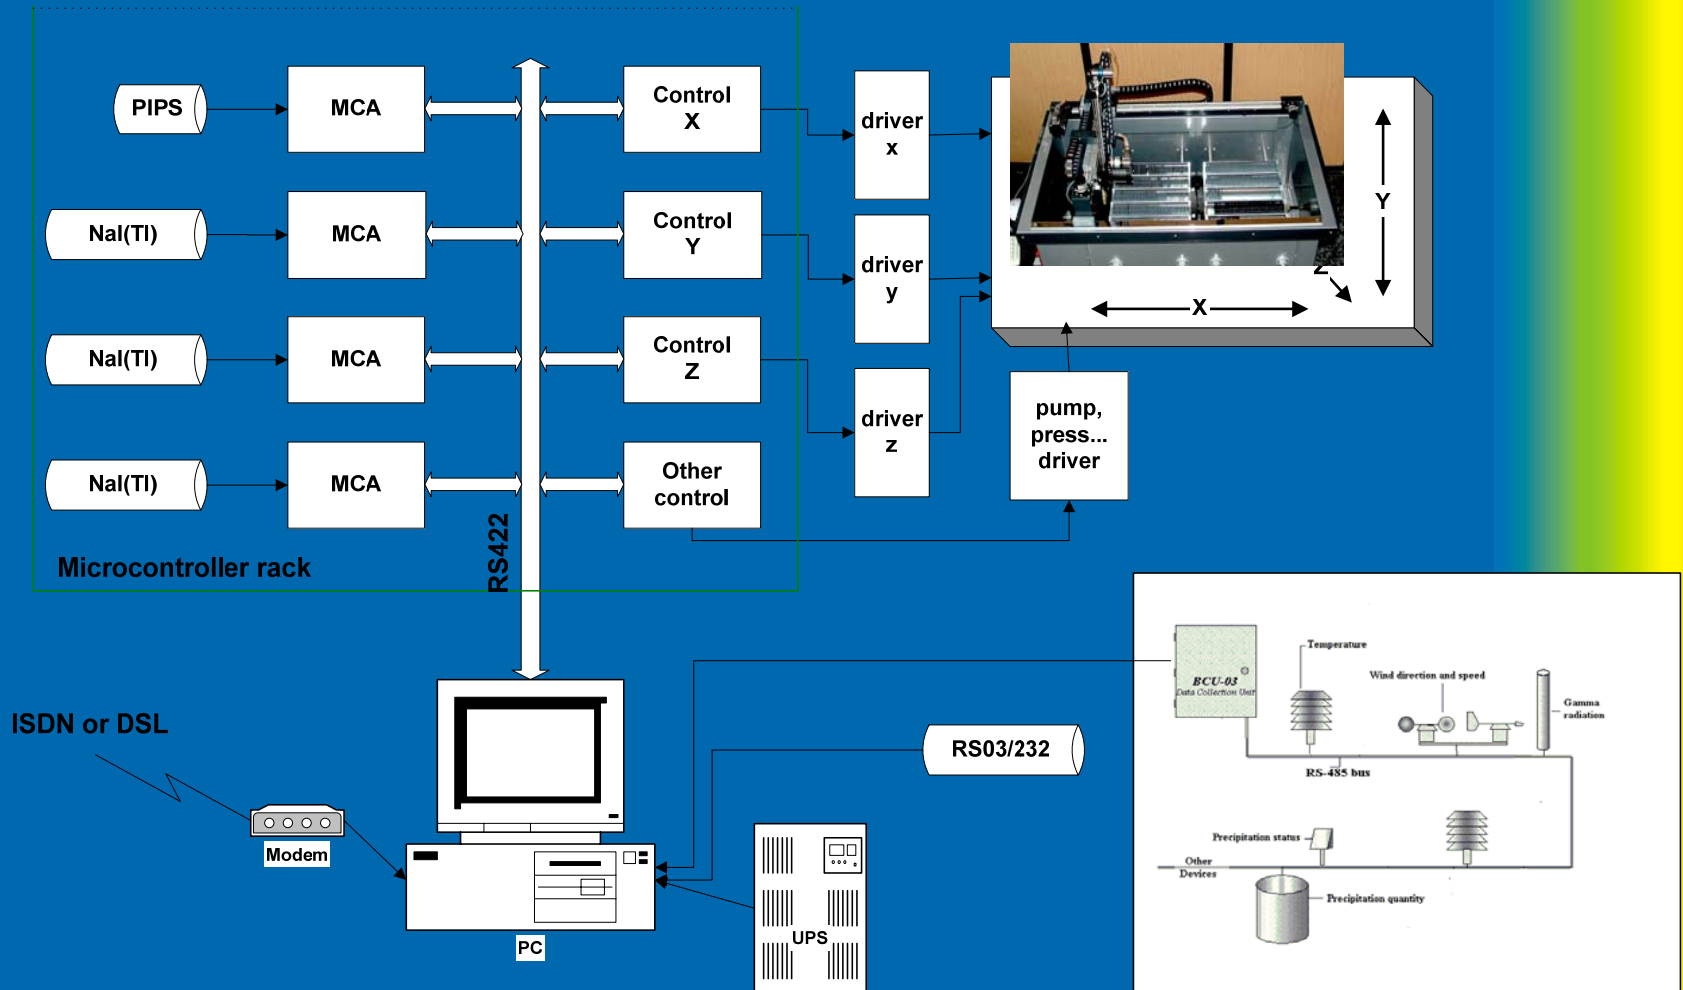 PIPS
MCA
Control
X
driver
x
NaI(Tl)
MCA
Control
Y
driver
y
Y
Z
X
NaI(Tl)
MCA
Control
Z
driver
z
pump,
press...
driver
NaI(Tl)
MCA
Other
control
RS422
Microcontroller rack
ISDN or DSL
Modem
PC
RS03/232
UPS
BCU-03
Data Collection Unit
Temperature
Wind direction and speed
Gamma
radiation
RS-485 bus
Precipitation status
Other
Devices
Precipitation quantity